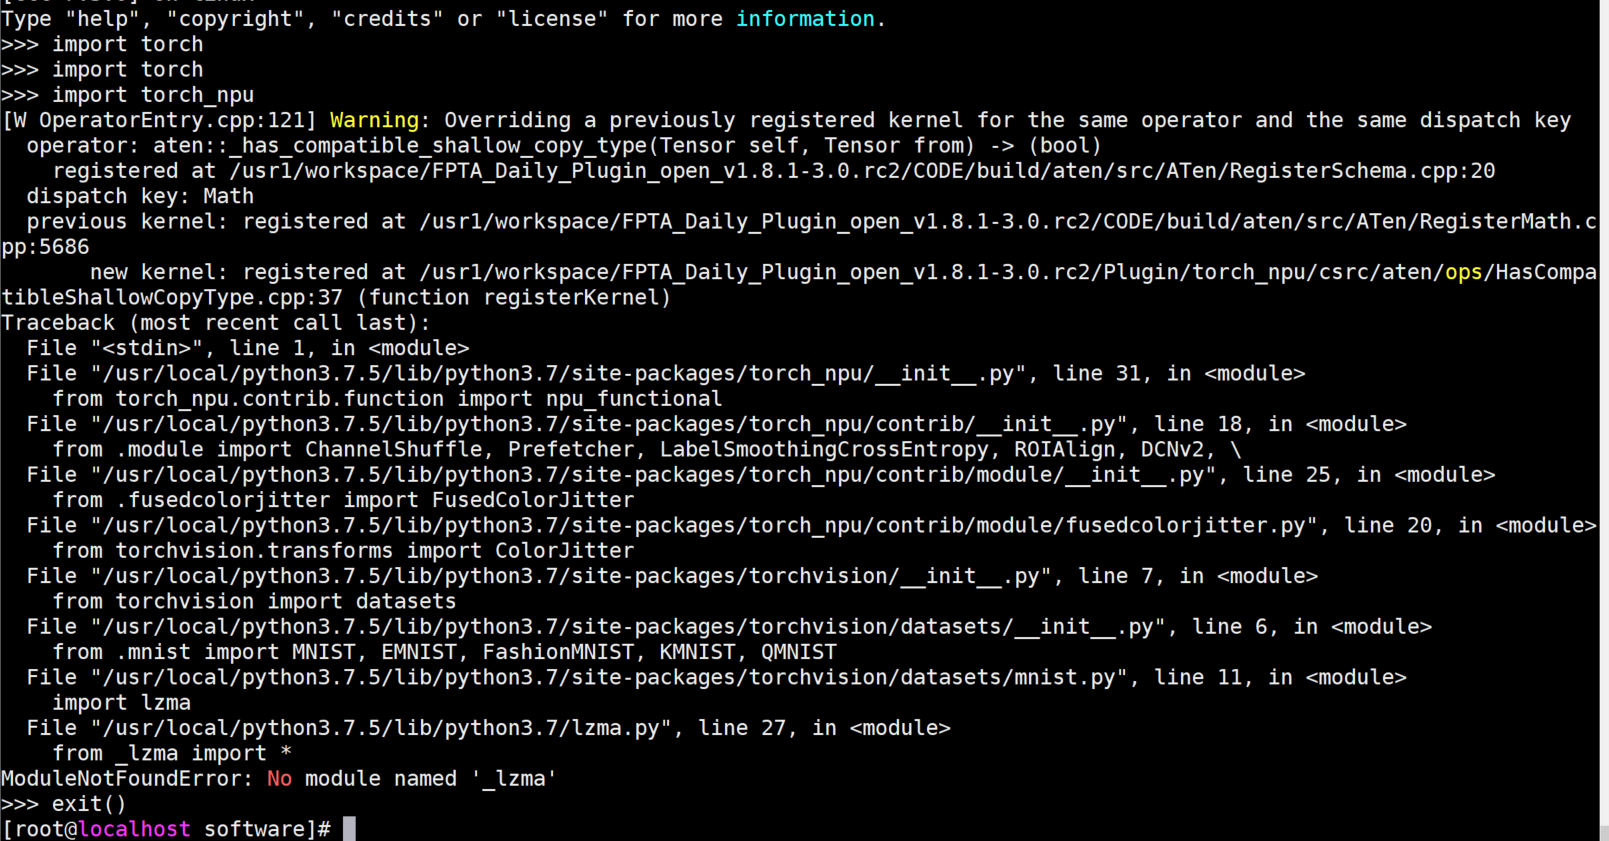 Type "help", "copyright", "credits" or "license" for more information.
>>> import torch
>>> import torch
>>> import torch_npu
[W OperatorEntry.cpp:121] Warning: Overriding a previously registered kernel for the same operator and the same dispatch key
  operator: aten::_has_compatible_shallow_copy_type(Tensor self, Tensor from) -> (bool)
    registered at /usr1/workspace/FPTA_Daily_Plugin_open_v1.8.1-3.0.rc2/CODE/build/aten/src/ATen/RegisterSchema.cpp:20
  dispatch key: Math
  previous kernel: registered at /usr1/workspace/FPTA_Daily_Plugin_open_v1.8.1-3.0.rc2/CODE/build/aten/src/ATen/RegisterMath.c
pp:5686
       new kernel: registered at /usr1/workspace/FPTA_Daily_Plugin_open_v1.8.1-3.0.rc2/Plugin/torch_npu/csrc/aten/ops/HasCompa
tibleShallowCopyType.cpp:37 (function registerKernel)
Traceback (most recent call last):
  File "<stdin>", line 1, in <module>
  File "/usr/local/python3.7.5/lib/python3.7/site-packages/torch_npu/__init__.py", line 31, in <module>
    from torch_npu.contrib.function import npu_functional
  File "/usr/local/python3.7.5/lib/python3.7/site-packages/torch_npu/contrib/__init__.py", line 18, in <module>
    from .module import ChannelShuffle, Prefetcher, LabelSmoothingCrossEntropy, ROIAlign, DCNv2, \
  File "/usr/local/python3.7.5/lib/python3.7/site-packages/torch_npu/contrib/module/__init__.py", line 25, in <module>
    from .fusedcolorjitter import FusedColorJitter
  File "/usr/local/python3.7.5/lib/python3.7/site-packages/torch_npu/contrib/module/fusedcolorjitter.py", line 20, in <module>
    from torchvision.transforms import ColorJitter
  File "/usr/local/python3.7.5/lib/python3.7/site-packages/torchvision/__init__.py", line 7, in <module>
    from torchvision import datasets
  File "/usr/local/python3.7.5/lib/python3.7/site-packages/torchvision/datasets/__init__.py", line 6, in <module>
    from .mnist import MNIST, EMNIST, FashionMNIST, KMNIST, QMNIST
  File "/usr/local/python3.7.5/lib/python3.7/site-packages/torchvision/datasets/mnist.py", line 11, in <module>
    import lzma
  File "/usr/local/python3.7.5/lib/python3.7/lzma.py", line 27, in <module>
    from _lzma import *
ModuleNotFoundError: No module named '_lzma'
>>> exit()
[root@localhost software]#